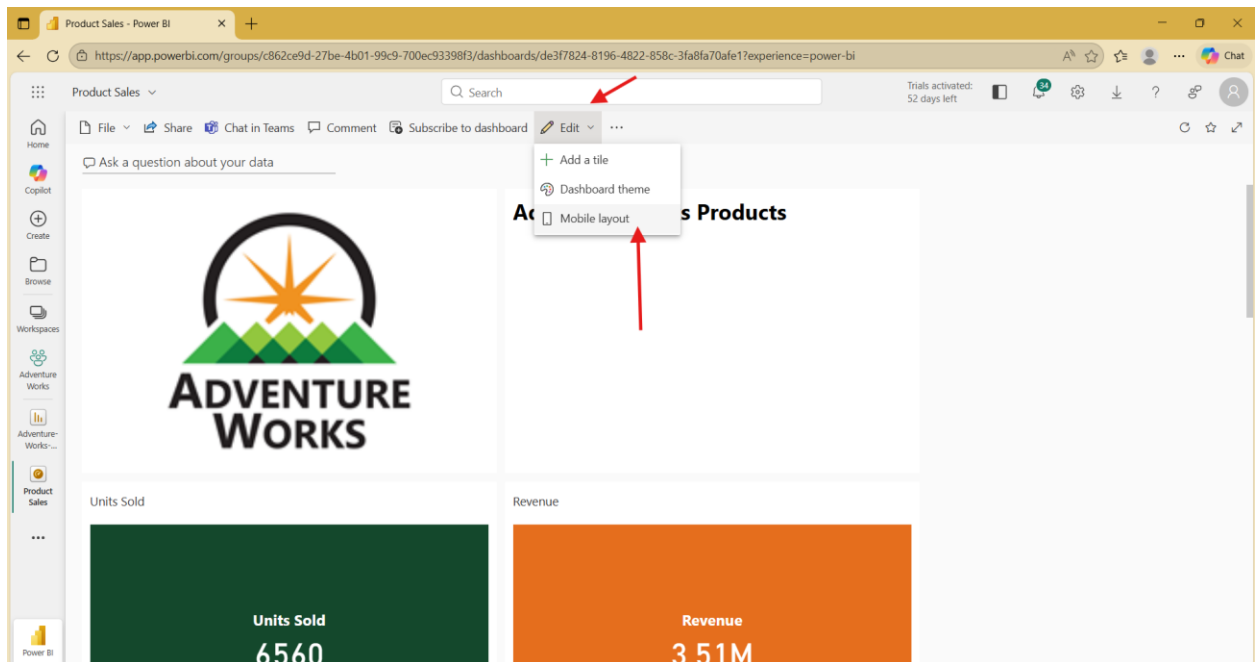 Product Sales - Power BI
https://app.powerbi.com/groups/c862ce9d-27be-4b01-99c9-700ec93398f3/dashboards/de3f7824-8196-4822-858c-3fa8fa70afe1?experience=power-bi
Chat
Product Sales
Search
Trials activated:
52 days left
34
File
Share
Chat in Teams
Comment
Subscribe to dashboard
Edit
Home
Copilot
Create
Browse
Workspaces
Adventure
Works
Adventure-
Works-...
Product
Sales
Power BI
Ask a question about your data
Add a tile
Dashboard theme
Mobile layout
ADVENTURE
WORKS
s Products
Units Sold
Revenue
Units Sold
6560
Revenue
3.51M